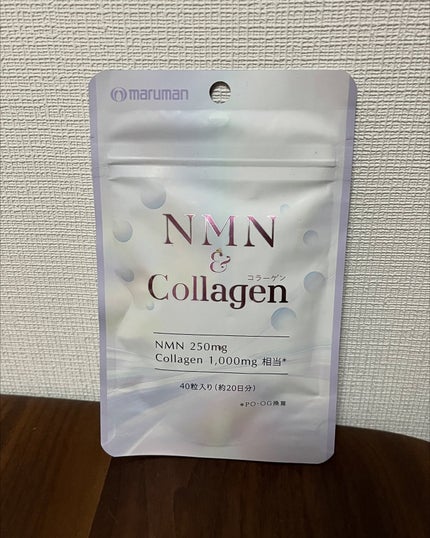 maruman
NMN
&
コラーゲン
Collagen
NMN 250mg
Collagen 1,000mg 相当*
40粒入り(約20日分)
*PO-OG換算